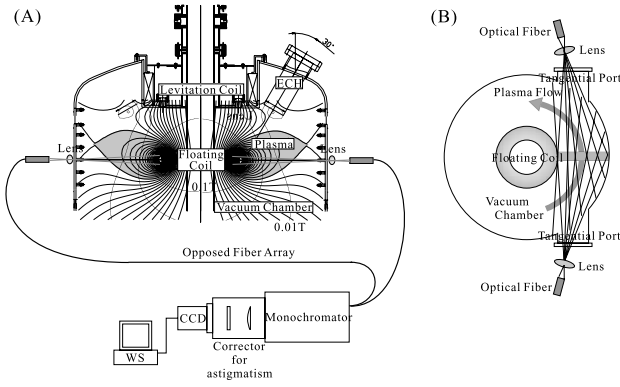 (A)
30°
ECH
Levitation Coil
Lens
Plasma
Lens
Floating
Coil
0.1T
Vacuum Chamber
0.01T
Opposed Fiber Array
CCD
Monochromator
WS
Corrector
for
astigmatism
(B)
Optical Fiber
Lens
Tangential Port
Plasma Flow
Floating Coil
Vacuum
Chamber
Tangential Port
Lens
Optical Fiber